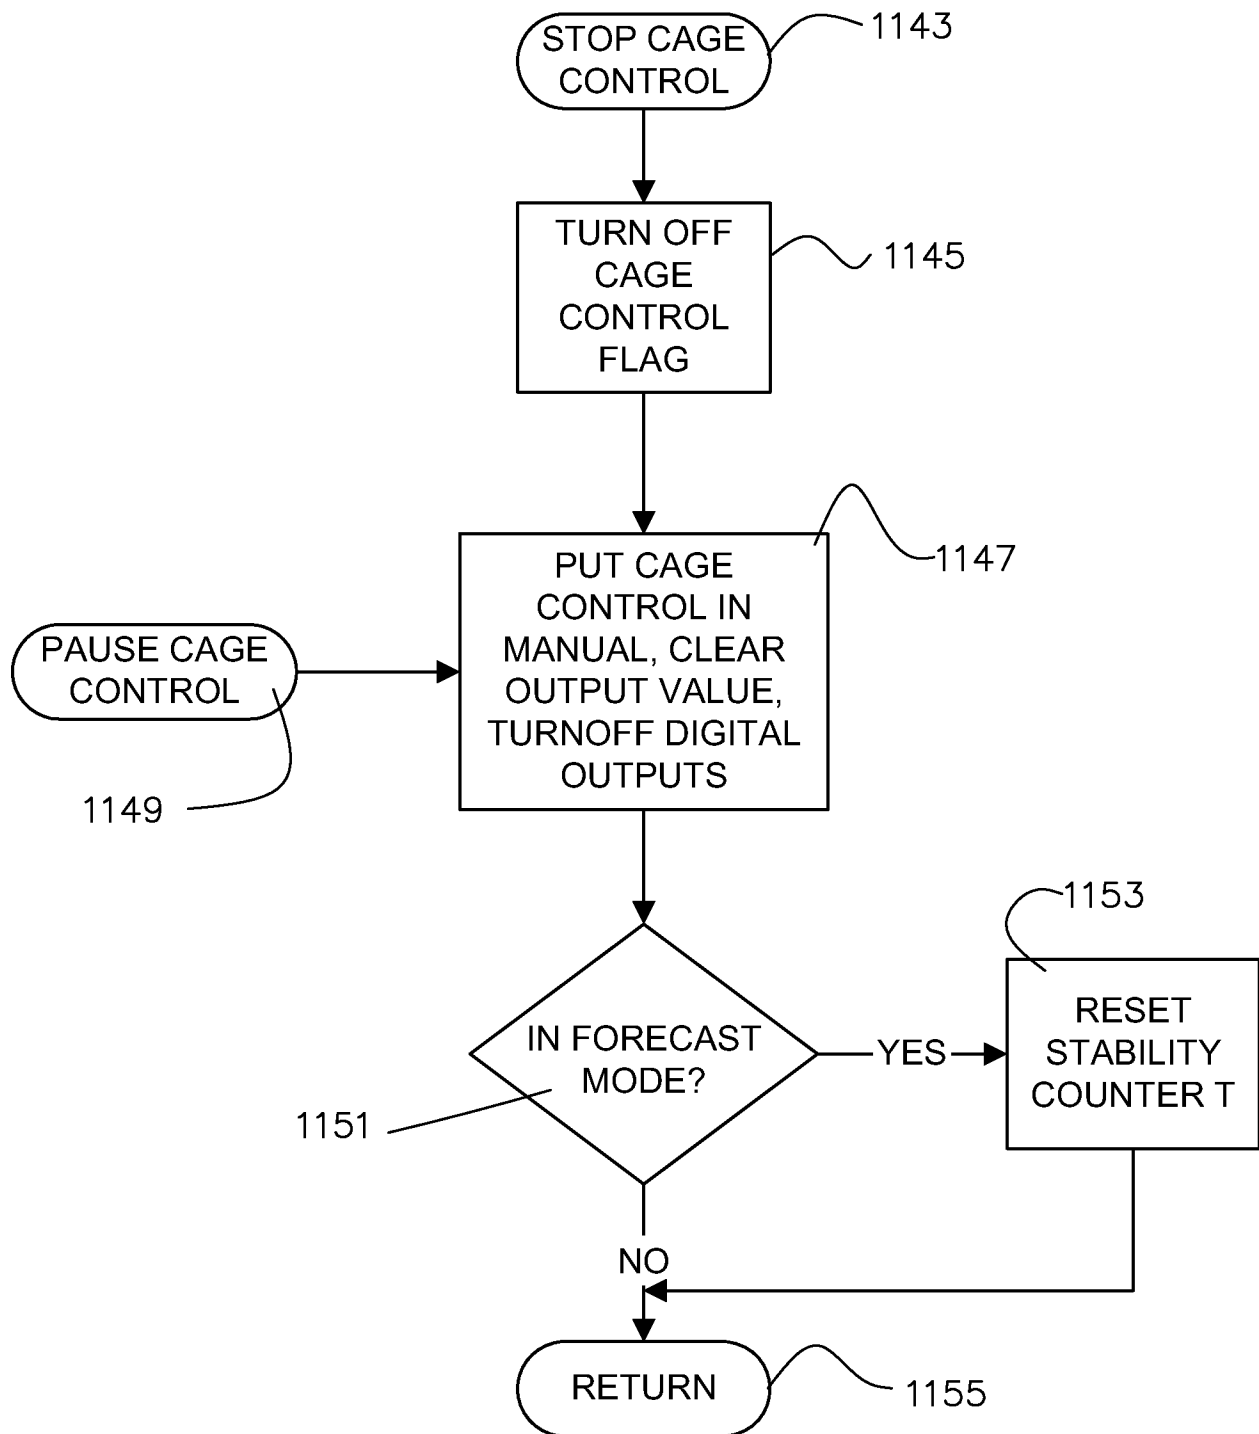 STOP CAGE
CONTROL
1143
TURN OFF
CAGE
CONTROL
FLAG
1145
PUT CAGE
CONTROL IN
MANUAL, CLEAR
OUTPUT VALUE,
TURNOFF DIGITAL
OUTPUTS
1147
PAUSE CAGE
CONTROL
1149
IN FORECAST
MODE?
1151
YES
RESET
STABILITY
COUNTER T
1153
NO
RETURN
1155